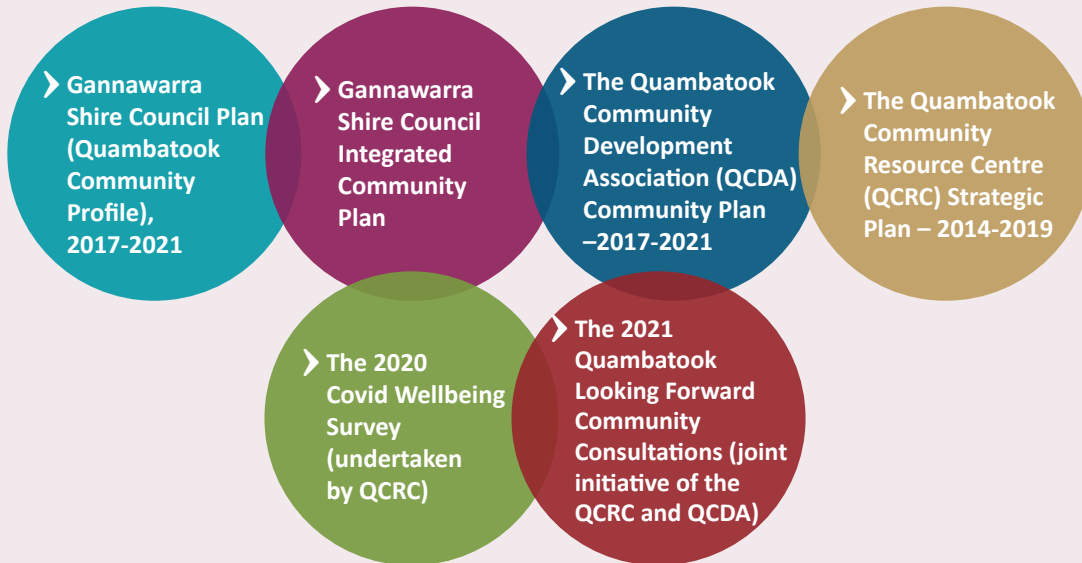 Gannawarra
Shire Council Plan
(Quambatook
Community
Profile),
2017-2021
Gannawarra
Shire Council
Integrated
Community
Plan
The Quambatook
Community
Development
Association (QCDA)
Community Plan
–2017-2021
The Quambatook
Community
Resource Centre
(QCRC) Strategic
Plan – 2014-2019
The 2020
Covid Wellbeing
Survey
(undertaken
by QCRC)
The 2021
Quambatook
Looking Forward
Community
Consultations (joint
initiative of the
QCRC and QCDA)